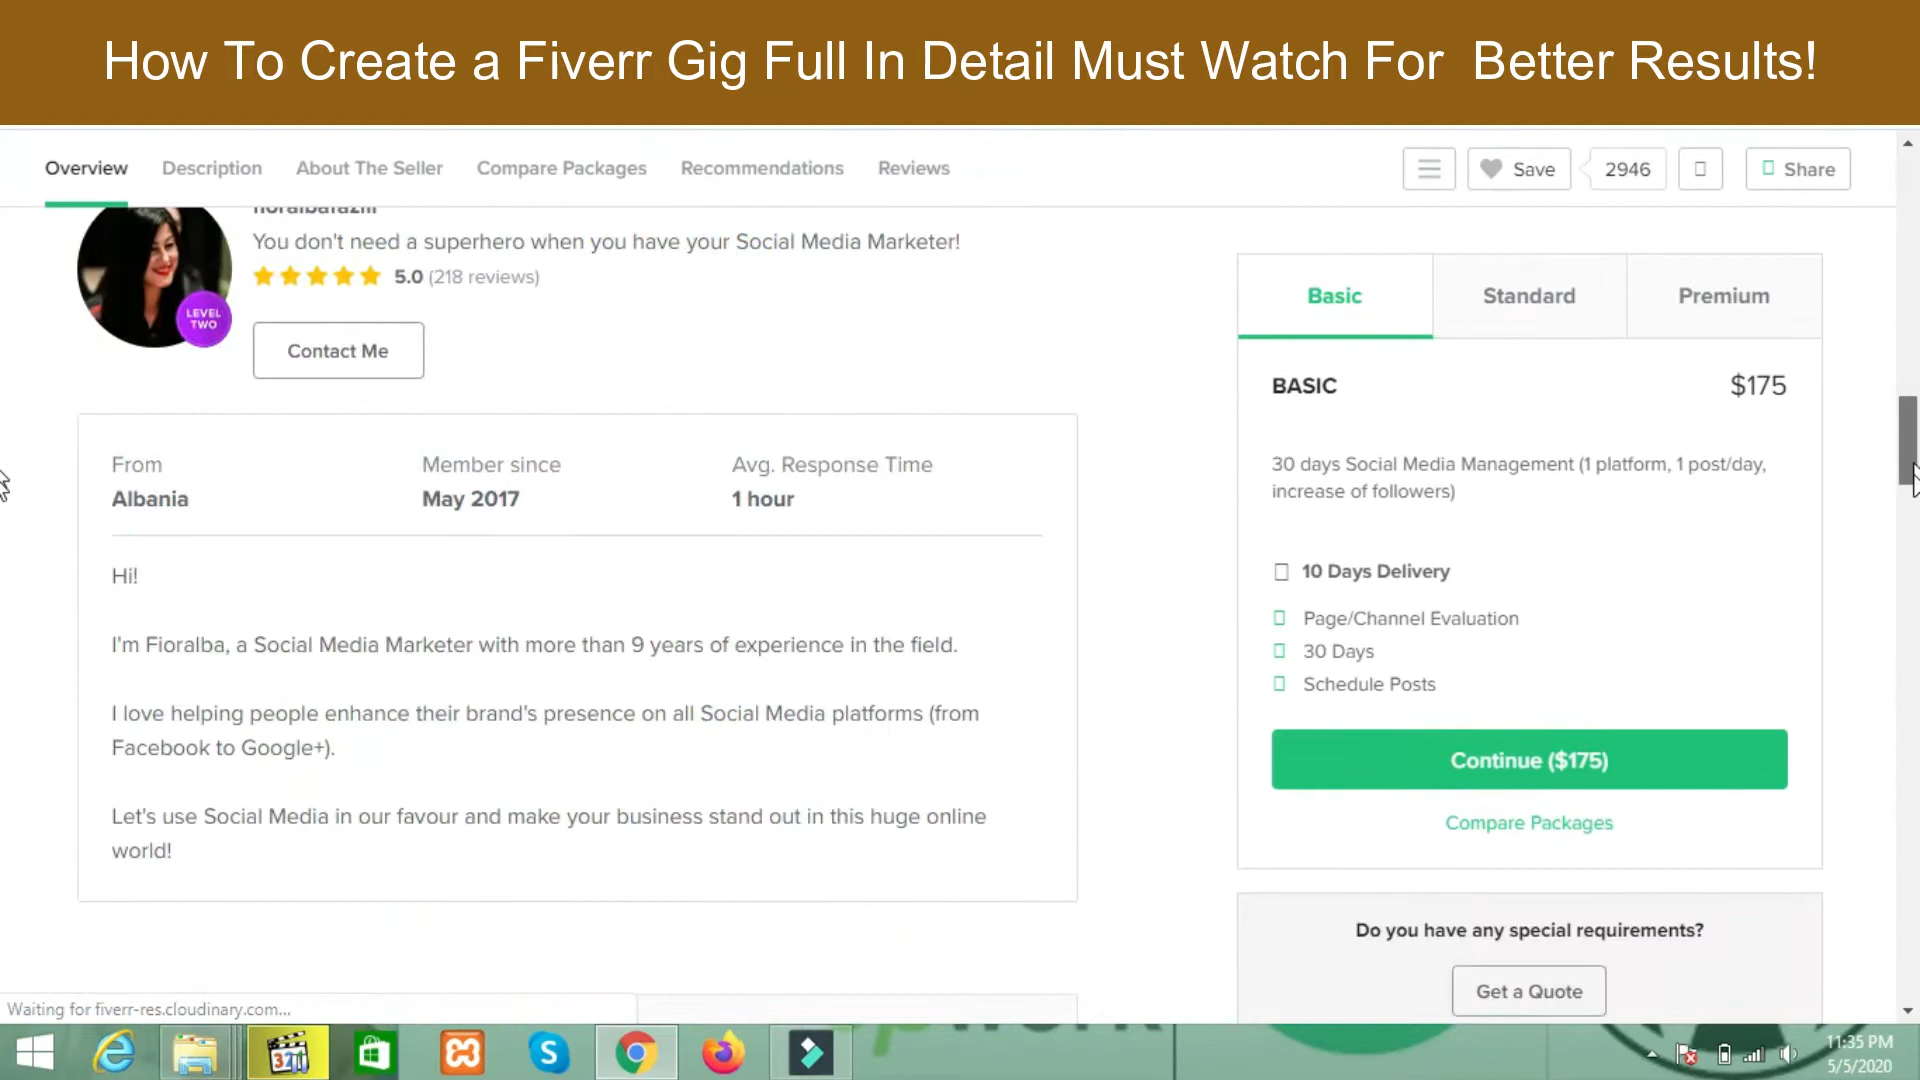 How To Create a Fiverr Gig Full In Detail Must Watch For Better Results!
Overview Description About The Seller Compare Packages Recommendations Reviews
Save 2946 Share
You don't need a superhero when you have your Social Media Marketer!
5.0 (218 reviews)
LEVEL
TWO
Contact Me
Basic Standard Premium
BASIC $175
30 days Social Media Management (1 platform, 1 post/day,
increase of followers)
10 Days Delivery
Page/Channel Evaluation
30 Days
Schedule Posts
Continue ($175)
Compare Packages
From Member since Avg. Response Time
Albania May 2017 1 hour
Hi!
I'm Fioralba, a Social Media Marketer with more than 9 years of experience in the field.
I love helping people enhance their brand's presence on all Social Media platforms (from
Facebook to Google+).
Let's use Social Media in our favour and make your business stand out in this huge online
world!
Do you have any special requirements?
Get a Quote
Waiting for fiverr-res.cloudinary.com...
321
11:35 PM
5/5/2020